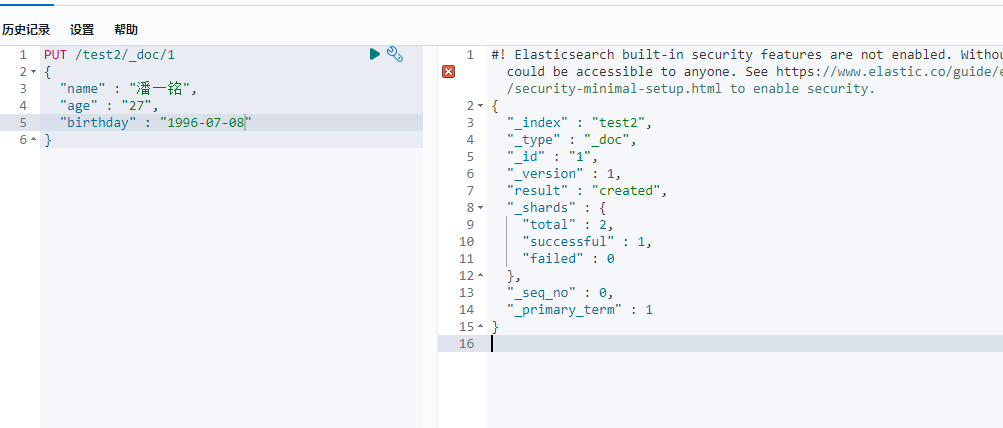 历史记录 设置 帮助
1 PUT /test2/_doc/1
2 {
3 "name" : "潘一铭",
4 "age" : "27",
5 "birthday" : "1996-07-08"
6 }
1 #! Elasticsearch built-in security features are not enabled. Withou
could be accessible to anyone. See https://www.elastic.co/guide/e
/security-minimal-setup.html to enable security.
2 {
3 "_index" : "test2",
4 "_type" : "_doc",
5 "_id" : "1",
6 "_version" : 1,
7 "result" : "created",
8 "_shards" : {
9 "total" : 2,
10 "successful" : 1,
11 "failed" : 0
12 },
13 "_seq_no" : 0,
14 "_primary_term" : 1
15 }
16